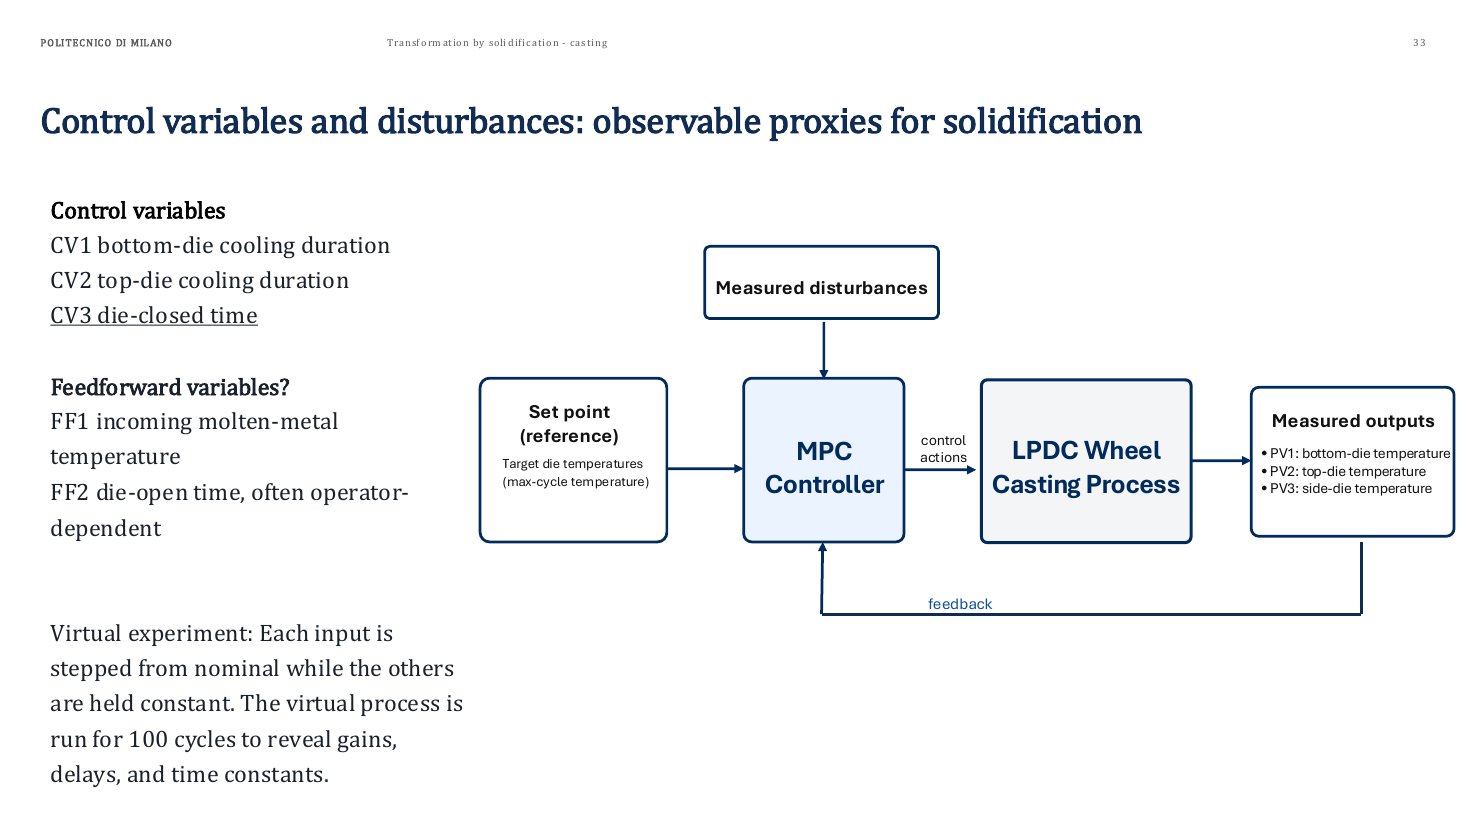 POLITECNICO DI MILANO
Transformation by solidification - casting
33
Control variables and disturbances: observable proxies for solidification
Control variables
CV1 bottom-die cooling duration
CV2 top-die cooling duration
CV3 die-closed time
Feedforward variables?
FF1 incoming molten-metal
temperature
FF2 die-open time, often operator-
dependent
Virtual experiment: Each input is
stepped from nominal while the others
are held constant. The virtual process is
run for 100 cycles to reveal gains,
delays, and time constants.
Measured disturbances
Set point
(reference)
Target die temperatures
(max-cycle temperature)
MPC
Controller
control
actions
LPDC Wheel
Casting Process
Measured outputs
• PV1: bottom-die temperature
• PV2: top-die temperature
• PV3: side-die temperature
feedback